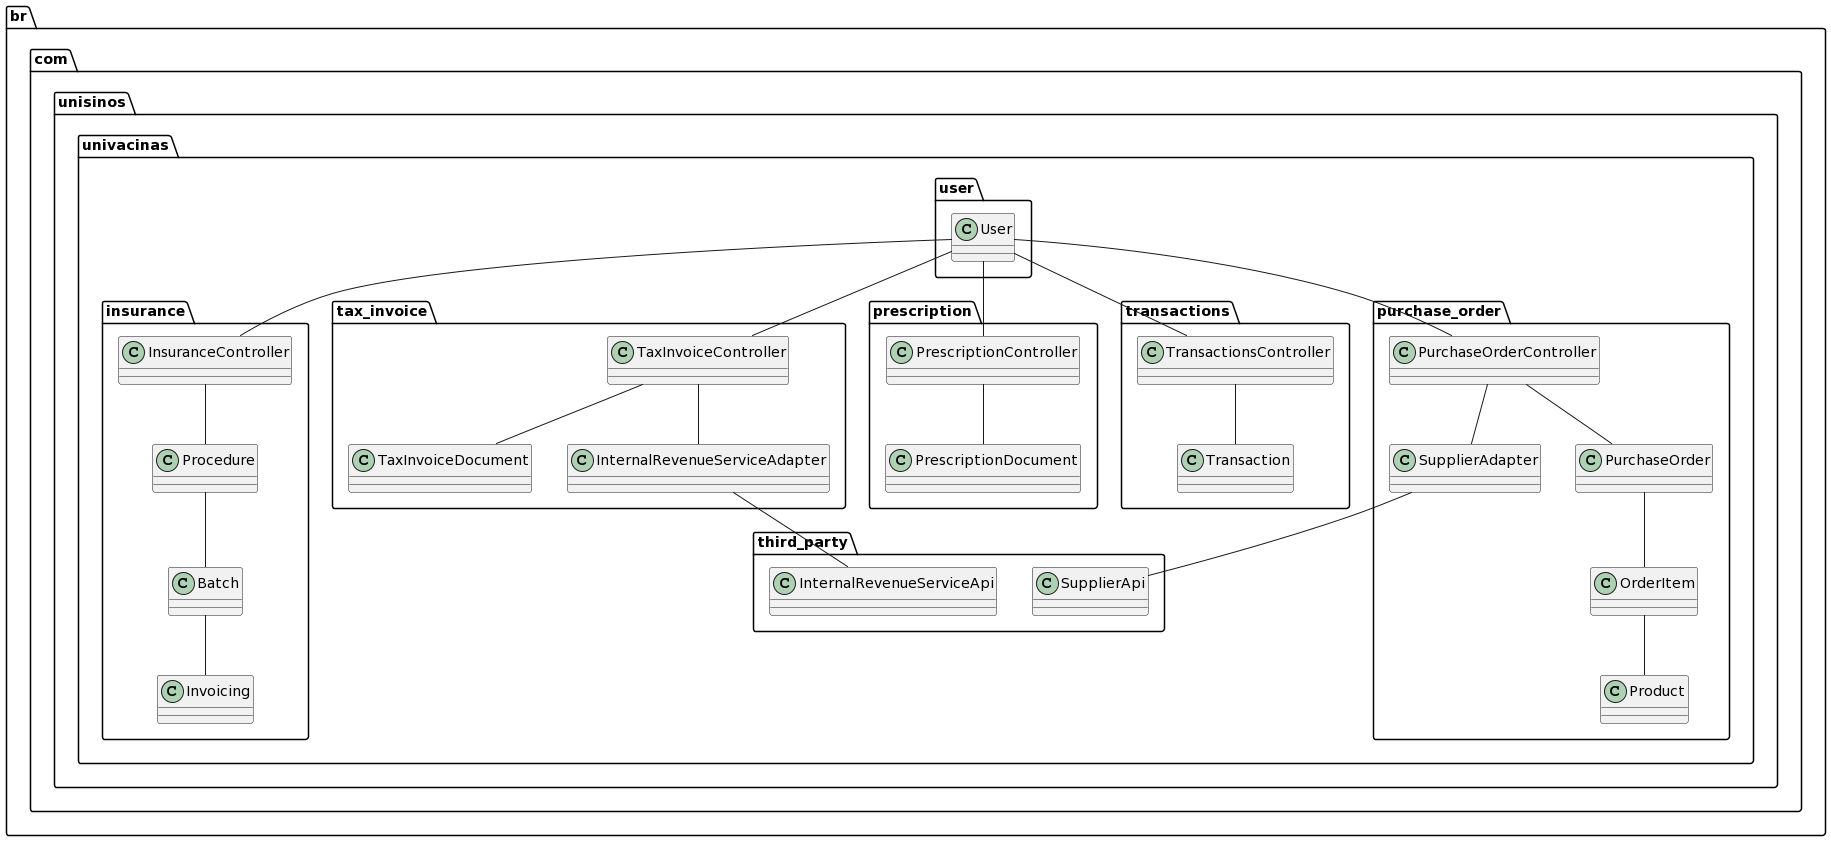 br
com
unisinos
univacinas
user
C User
insurance
tax_invoice
prescription
transactions
purchase_order
C InsuranceController
C TaxInvoiceController
C PrescriptionController
C TransactionsController
C PurchaseOrderController
C Procedure
C TaxInvoiceDocument
C InternalRevenueServiceAdapter
C PrescriptionDocument
C Transaction
C SupplierAdapter
C PurchaseOrder
third_party
C Batch
C InternalRevenueServiceApi
C SupplierApi
C OrderItem
C Invoicing
C Product